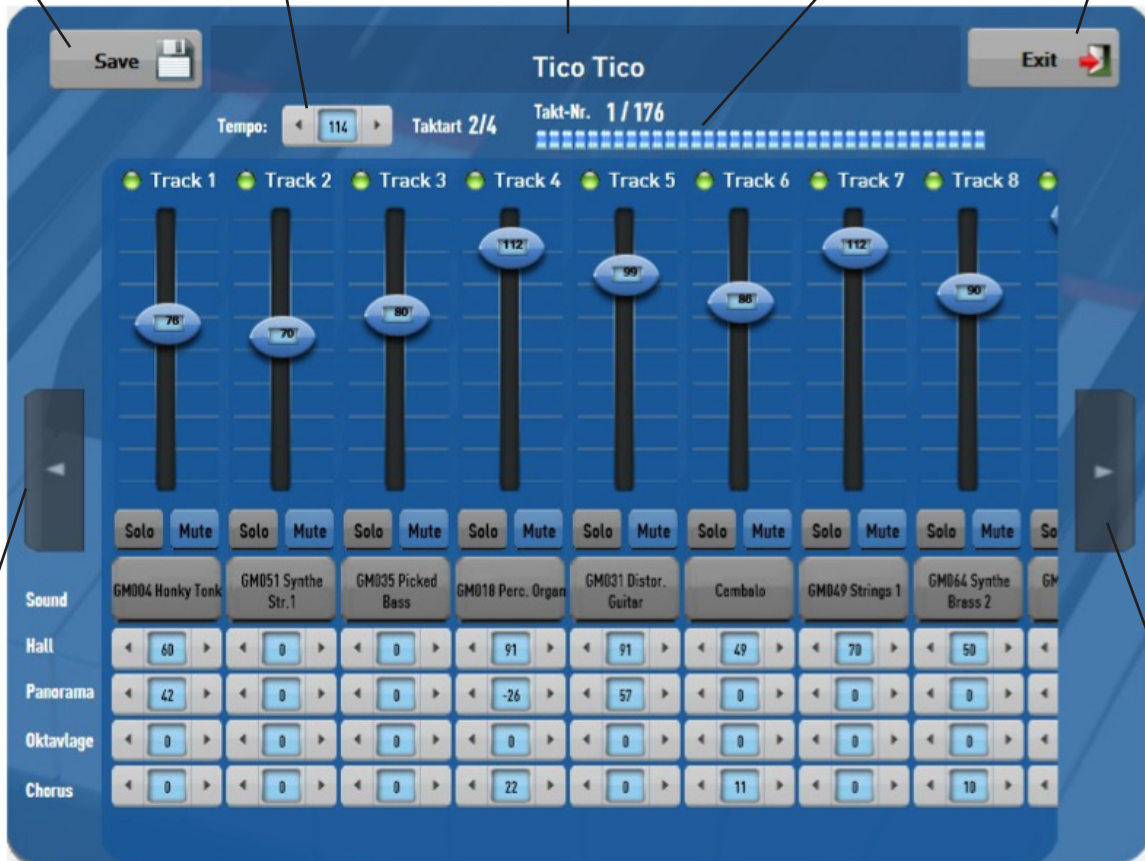 Save
Tico Tico
Exit
Tempo: 114 Taktart 2/4 Takt-Nr. 1 / 176
Track 1 Track 2 Track 3 Track 4 Track 5 Track 6 Track 7 Track 8
112 112
99
90
86
80
76
70
Solo Mute Solo Mute Solo Mute Solo Mute Solo Mute Solo Mute Solo Mute Solo Mute So
Sound GM004 Honky Tonk GM051 Synthe Str.1 GM035 Picked Bass GM018 Perc. Organ GM031 Distor. Guitar Cembalo GM049 Strings 1 GM064 Synthe Brass 2 GM
Hall 60 0 0 91 91 49 70 50
Panorama 42 0 0 -26 57 0 0 0
Oktavlage 0 0 0 0 0 0 0 0
Chorus 0 0 0 22 0 11 0 10